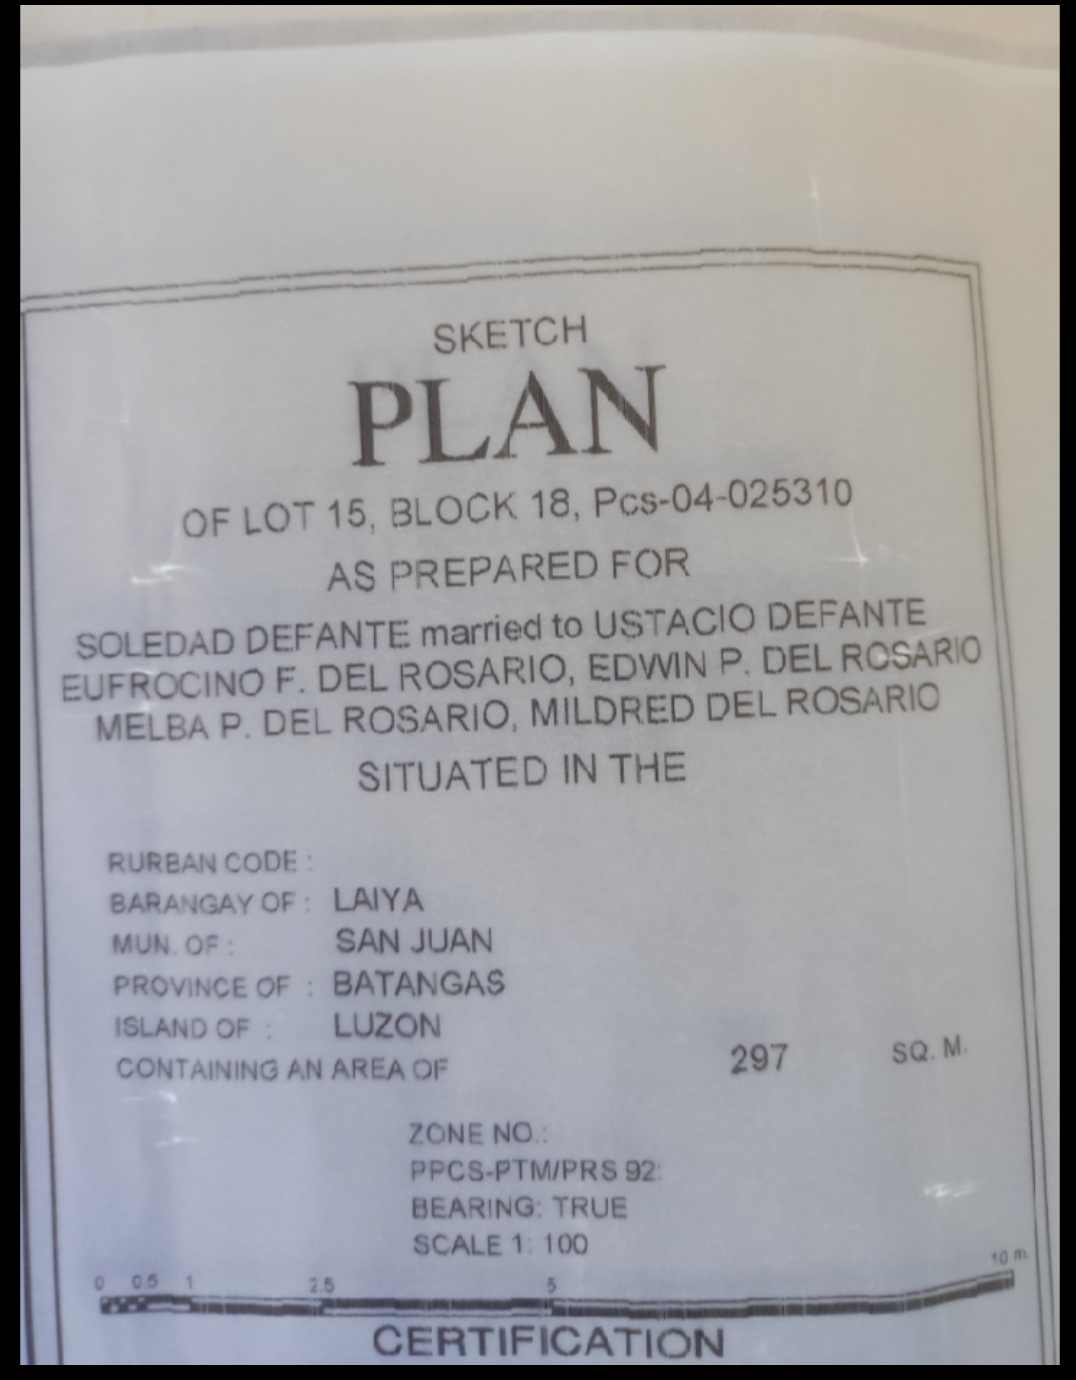 SKETCH
PLAN
OF LOT 15, BLOCK 18, Pcs-04-025310
AS PREPARED FOR
SOLEDAD DEFANTE married to USTACIO DEFANTE
EUFROCINO F. DEL ROSARIO, EDWIN P. DEL ROSARIO
MELBA P. DEL ROSARIO, MILDRED DEL ROSARIO
SITUATED IN THE
RURBAN CODE :
BARANGAY OF : LAIYA
MUN. OF : SAN JUAN
PROVINCE OF : BATANGAS
ISLAND OF : LUZON
CONTAINING AN AREA OF 297 SQ. M.
ZONE NO.:
PPCS-PTM/PRS 92:
BEARING: TRUE
SCALE 1: 100
0 0.5 1 2.5 5 10 m.
CERTIFICATION